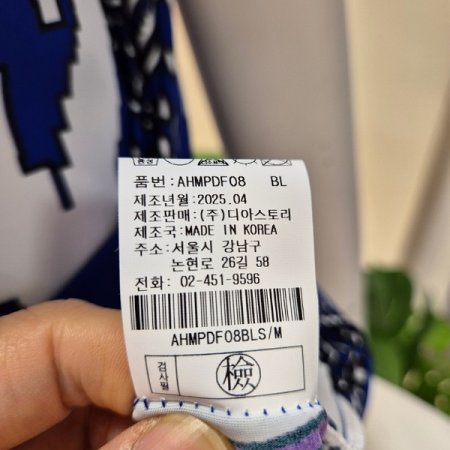 품번: AHMPDF08 BL
제조년월: 2025.04
제조판매: (주)디아스토리
제조국: MADE IN KOREA
주소: 서울시 강남구
논현로 26길 58
전화: 02-451-9596
AHMPDF08BLS/M
검사필 檢